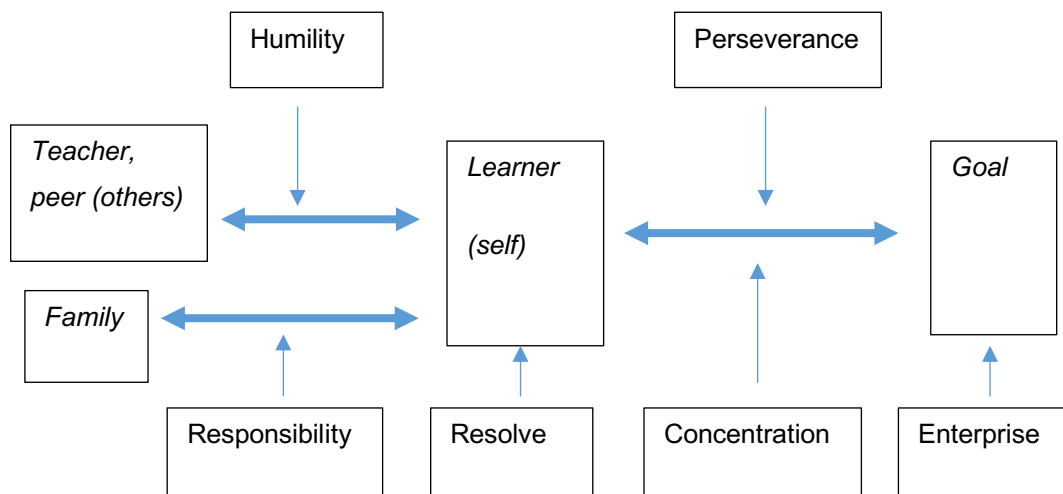 Humility
Perseverance
Teacher,
peer (others)
Learner
(self)
Goal
Family
Responsibility
Resolve
Concentration
Enterprise